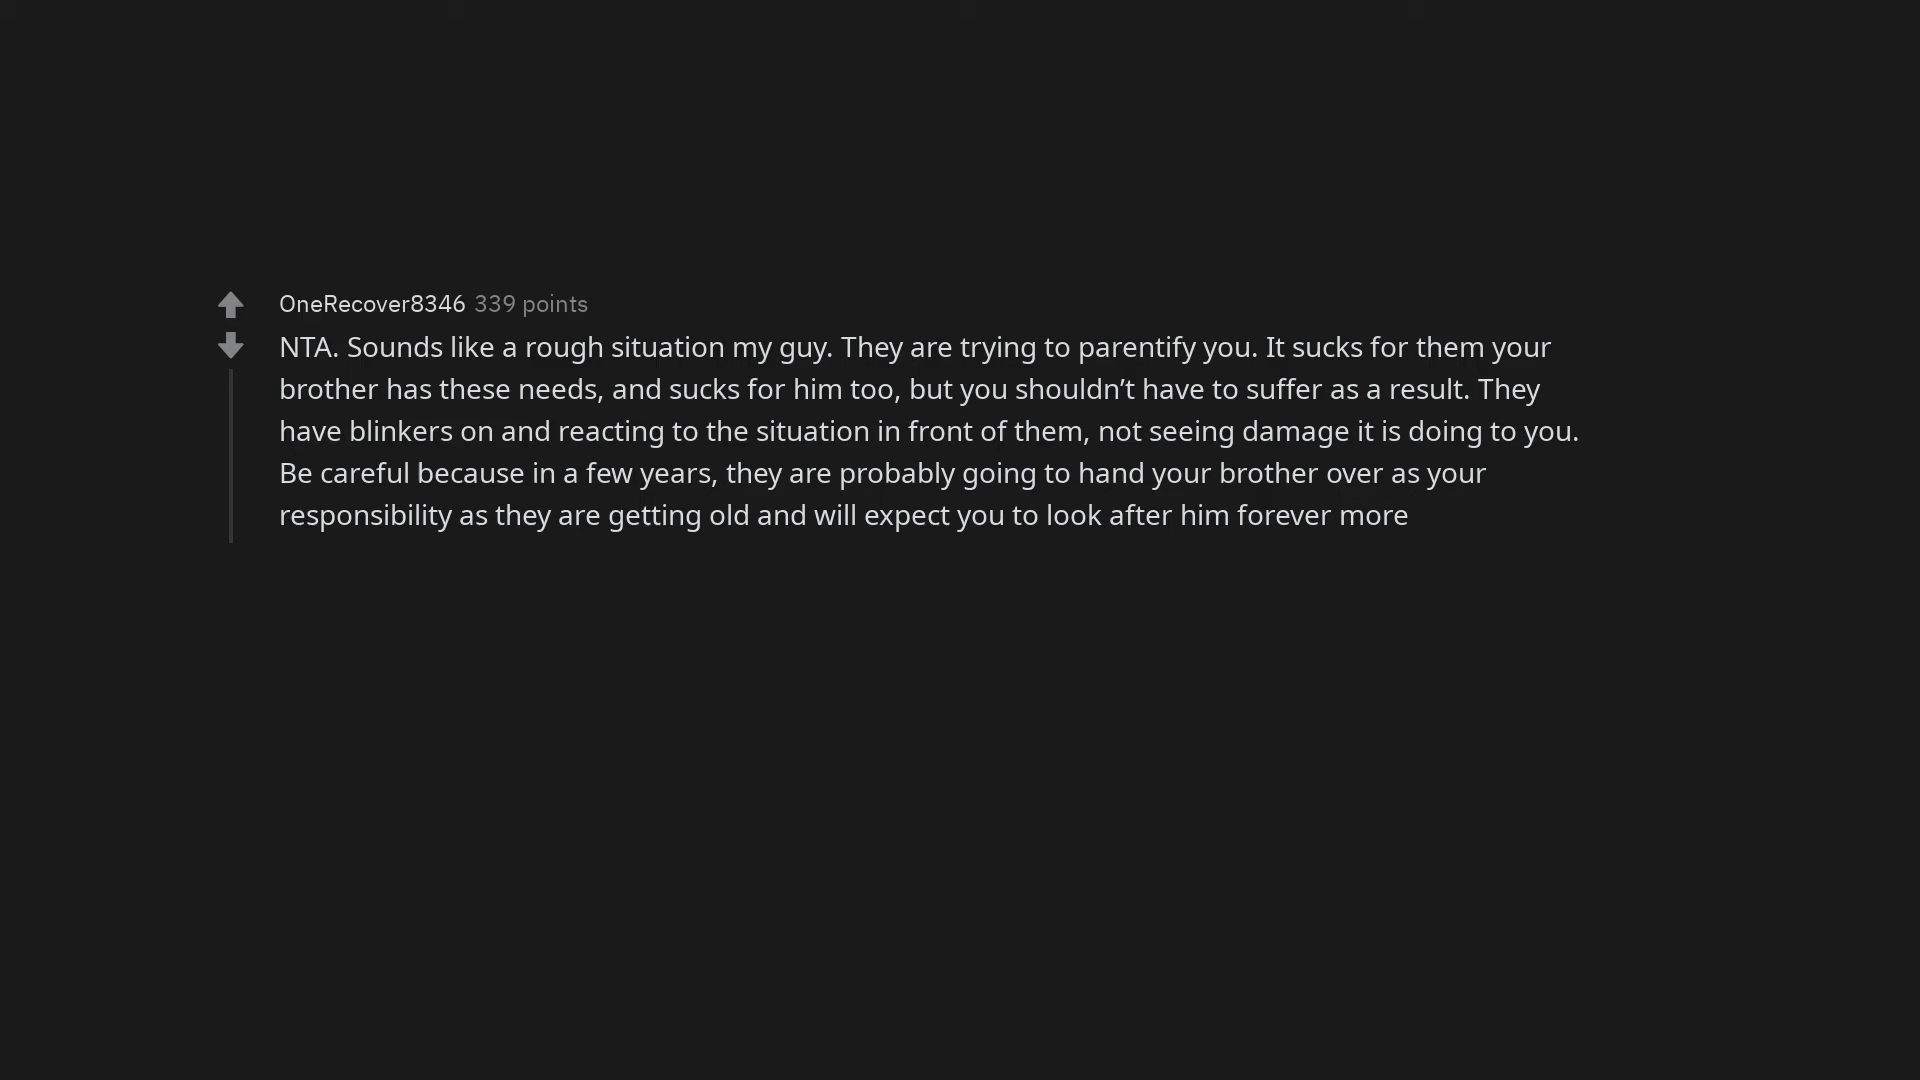 OneRecover8346 339 points
NTA. Sounds like a rough situation my guy. They are trying to parentify you. It sucks for them your
brother has these needs, and sucks for him too, but you shouldn’t have to suffer as a result. They
have blinkers on and reacting to the situation in front of them, not seeing damage it is doing to you.
Be careful because in a few years, they are probably going to hand your brother over as your
responsibility as they are getting old and will expect you to look after him forever more